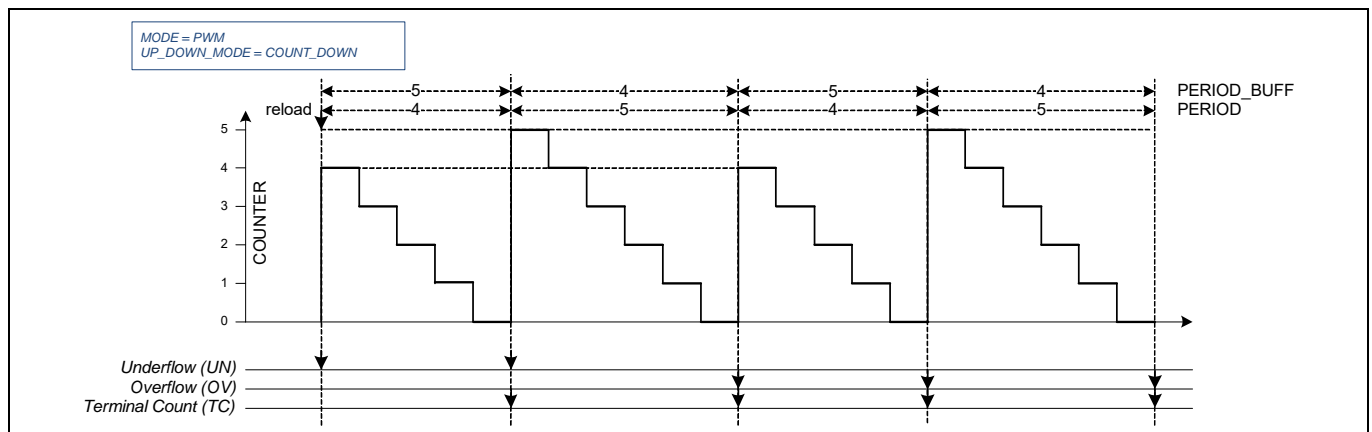 MODE = PWM
UP_DOWN_MODE = COUNT_DOWN
5 4 5 4 PERIOD_BUFF
reload 4 5 4 5 PERIOD
5
4
3
2
1
0
COUNTER
Underflow (UN)
Overflow (OV)
Terminal Count (TC)